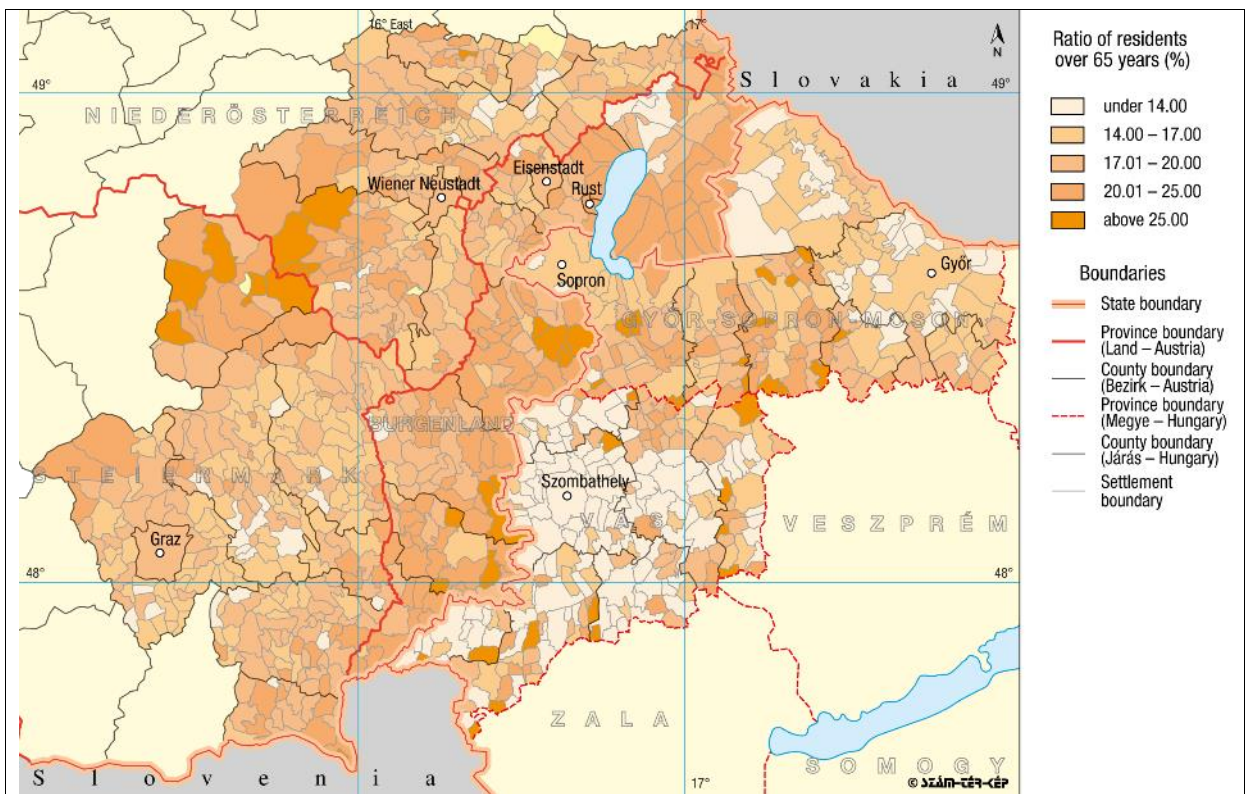 16° East
17°
N
49°
Slovakia
49°
NIEDERÖSTERREICH
Eisenstadt
Wiener Neustadt
Rust
Győr
Sopron
GYŐR-SOPRON-MOSON
BURGENLAND
STEIERMARK
Szombathely
VAS
VESZPRÉM
Graz
48°
48°
ZALA
Slovenia
17°
SOMOGY
© SZÁM-TÉR-KÉP
Ratio of residents
over 65 years (%)
under 14.00
14.00 – 17.00
17.01 – 20.00
20.01 – 25.00
above 25.00
Boundaries
State boundary
Province boundary
(Land – Austria)
County boundary
(Bezirk – Austria)
Province boundary
(Megye – Hungary)
County boundary
(Járás – Hungary)
Settlement
boundary